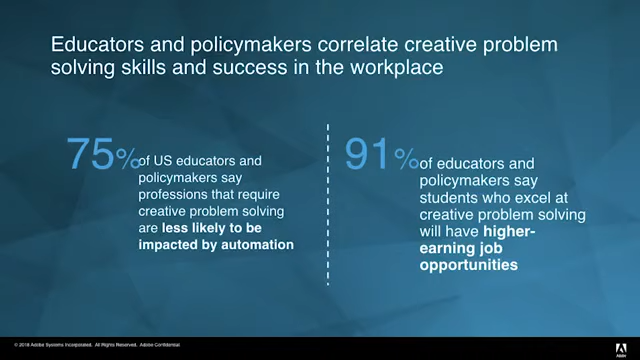 Educators and policymakers correlate creative problem
solving skills and success in the workplace
75% of US educators and
policymakers say
professions that require
creative problem solving
are less likely to be
impacted by automation
91% of educators and
policymakers say
students who excel at
creative problem solving
will have higher-
earning job
opportunities
© 2018 Adobe Systems Incorporated. All Rights Reserved. Adobe Confidential
Adobe